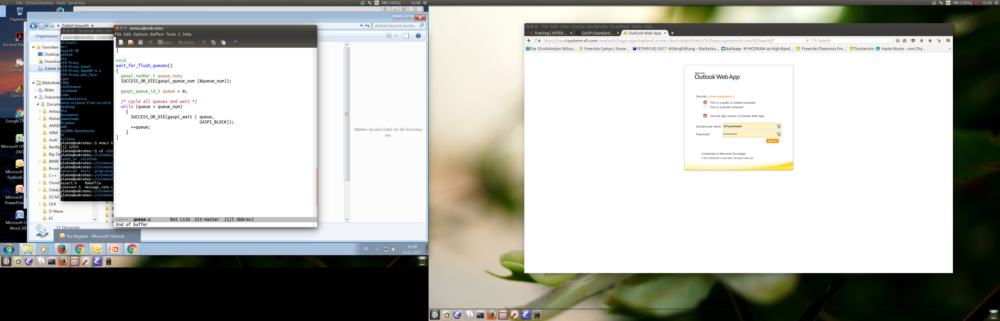 File Edit Virtual Machine View Send Key
De (100%) 16:48
De (100%) 16:48
Papierkor
Acrobat Rea
Calendar
Cisco V
Google Ch
Microsoft Of
2007
Microsoft
Outlook
Microsoft
PowerPoin
Microsoft O
Word 200
Zuletzt besucht
Zuletzt besucht durchs...
Organisieren
Favoriten
Desktop
Downloa
Zuletzt be
Bibliotheke
Bilder
Dokumen
Docume
Airbus
Alstom
AMSE
ARM
Audi
Bentle
Big Da
BMW
Brose
C++
Cloud
DataLa
DCAG
DLR
D-Wave
EC
31 Elemente
Wählen Sie eine Datei für die Vorschau
aus.
Terminal File Edit
platon@sokrates: ~/csimme
alltoall
arc
Asynch-3D
athlet
bin
CFD-Proxy
CFD-Proxy.Intel
CFD-Proxy.OpenMP-4.5
CFD-Proxy.pnt_face
cgns
CGNS
Conference
csimmend
Cuda
DataAnalytics
data-science-from-scratch
Desktop
Dia
Documents
Downloads
Dropbox
DWD
dx2000.benchmarks
EC
eclipse
platon@sokrates:~$ emacs &
[1] 12931
platon@sokrates:~$ cd ~/cs
platon@sokrates:~/csimmend
hands_on solution
platon@sokrates:~/csimmend
platon@sokrates:~/csimmend
advanced basic ping-ping
platon@sokrates:~/csimmend
platon@sokrates:~/csimmend
assert.h Makefile
constant.h message_rate.c
platon@sokrates:~/csimmend
platon@sokrates:~/csimmend
emacs@sokrates
File Edit Options Buffers Tools C Help
Save Undo
}
void
wait_for_flush_queues()
{
gaspi_number_t queue_num;
SUCCESS_OR_DIE(gaspi_queue_num (&queue_num));
gaspi_queue_id_t queue = 0;
/* cycle all queues and wait */
while (queue < queue_num)
{
SUCCESS_OR_DIE(gaspi_wait ( queue,
GASPI_BLOCK));
++queue;
}
}
-:--- queue.c Bot L116 Git-master (C/l Abbrev)
End of buffer
The Register - Microsoft Outlook
DE
16:48
13.02.2017
File Edit View History Bookmarks ScrapBook Tools Help
Training | INTER...
GASPI-Standard...
Outlook Web App
https://owa.t-systems-sfr.com/owa/auth/logon.aspx?replaceCurrent=1&url=https%3a%2f%2fowa.t-systems-sfr.com%2fowa%2f
Search
Die 10 schönsten Skitou... Freeride Camps | Snow... FETHPC-02-2017 Bergfühlung – Kletterku... Babbage MCDRAM as High-Band... Freeride Chamonix Fre... Tourtermin Haute Route – von Cha... »
Microsoft®
Outlook Web App
Security ( show explanation )
This is a public or shared computer
This is a private computer
Use the light version of Outlook Web App
Domain\user name: sfr\csimmend
Password: ••••••••••••
Sign in
Connected to Microsoft Exchange
© 2010 Microsoft Corporation. All rights reserved.